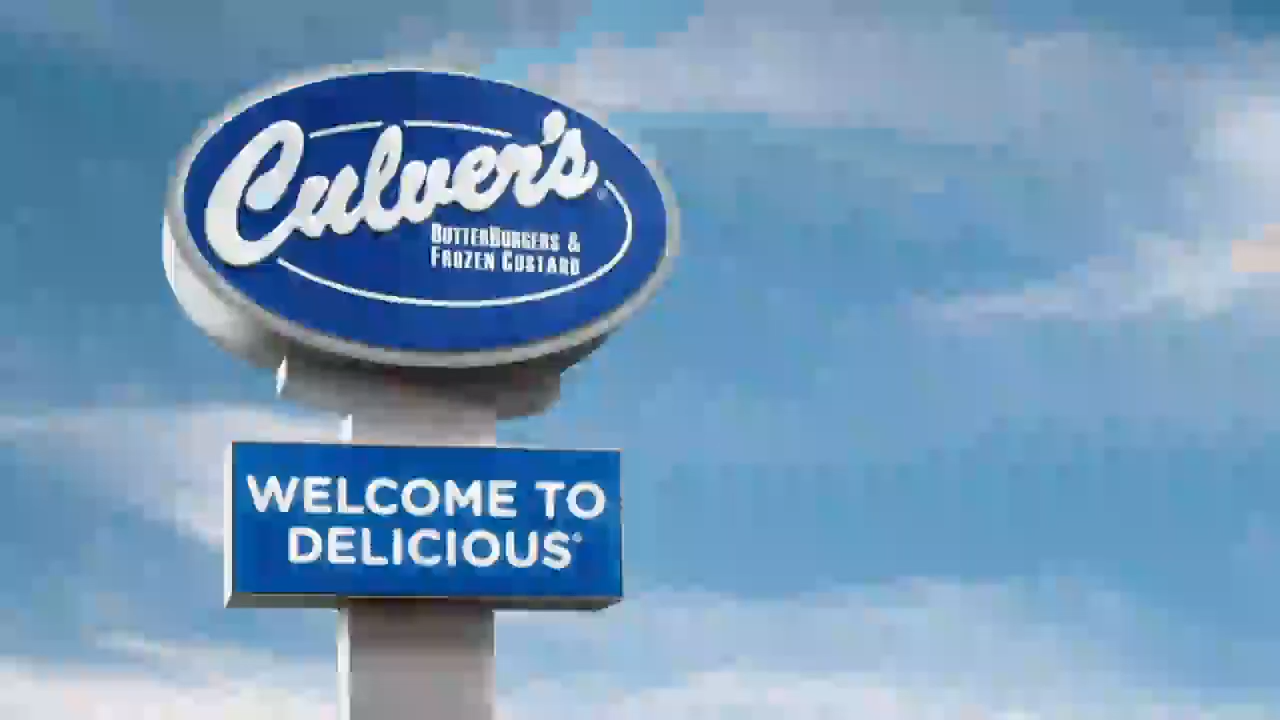 Culver's
BUTTERBURGERS &
FROZEN CUSTARD
WELCOME TO
DELICIOUS®